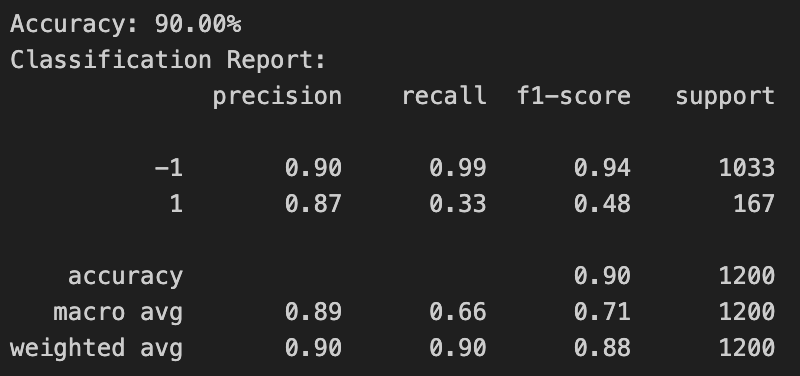 Accuracy: 90.00%
Classification Report:
precision recall f1-score support
−1 0.90 0.99 0.94 1033
1 0.87 0.33 0.48 167
accuracy 0.90 1200
macro avg 0.89 0.66 0.71 1200
weighted avg 0.90 0.90 0.88 1200